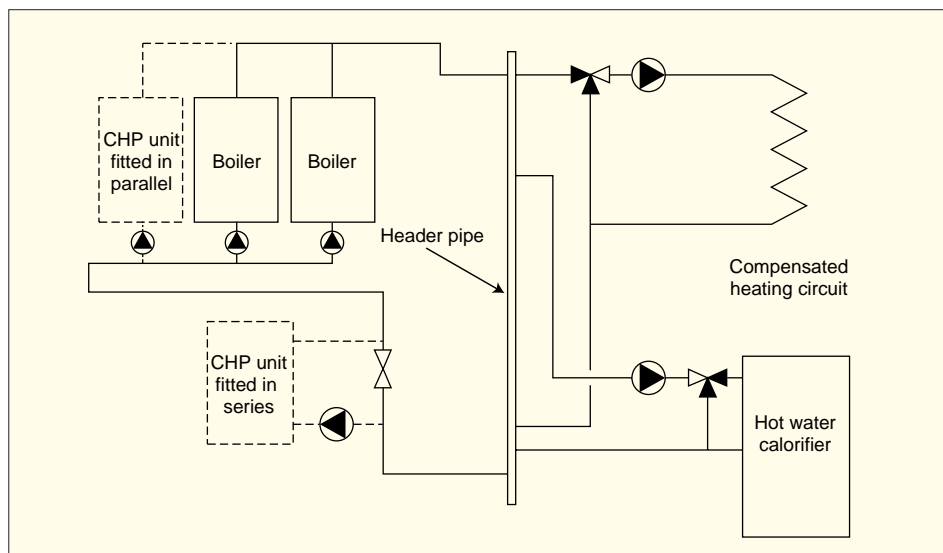 CHP unit
fitted in
parallel
Boiler
Boiler
Header pipe
Compensated
heating circuit
CHP unit
fitted in
series
Hot water
calorifier